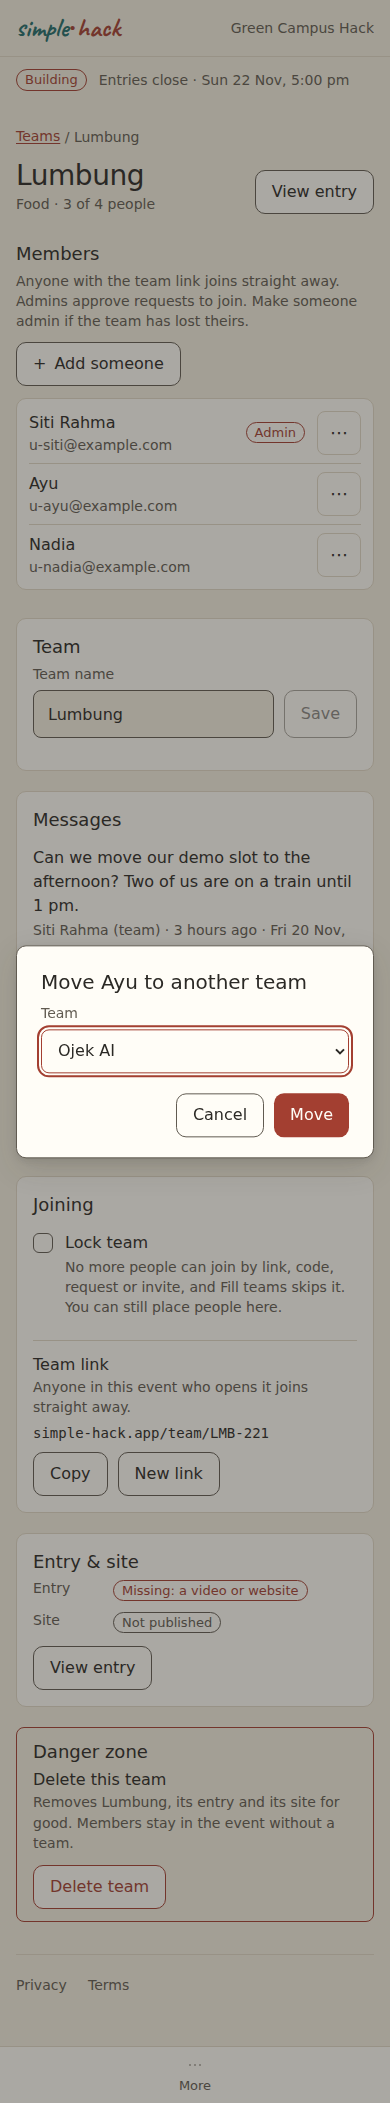 simple hack
Green Campus Hack
Building
Entries close · Sun 22 Nov, 5:00 pm
Teams / Lumbung
Lumbung
Food · 3 of 4 people
View entry
Members
Anyone with the team link joins straight away.
Admins approve requests to join. Make someone
admin if the team has lost theirs.
+ Add someone
Siti Rahma
u-siti@example.com
Admin
Ayu
u-ayu@example.com
Nadia
u-nadia@example.com
Team
Team name
Lumbung
Save
Messages
Can we move our demo slot to the
afternoon? Two of us are on a train until
1 pm.
Siti Rahma (team) · 3 hours ago · Fri 20 Nov,
Move Ayu to another team
Team
Ojek AI
Cancel
Move
Joining
Lock team
No more people can join by link, code,
request or invite, and Fill teams skips it.
You can still place people here.
Team link
Anyone in this event who opens it joins
straight away.
simple-hack.app/team/LMB-221
Copy
New link
Entry & site
Entry
Missing: a video or website
Site
Not published
View entry
Danger zone
Delete this team
Removes Lumbung, its entry and its site for
good. Members stay in the event without a
team.
Delete team
Privacy
Terms
More